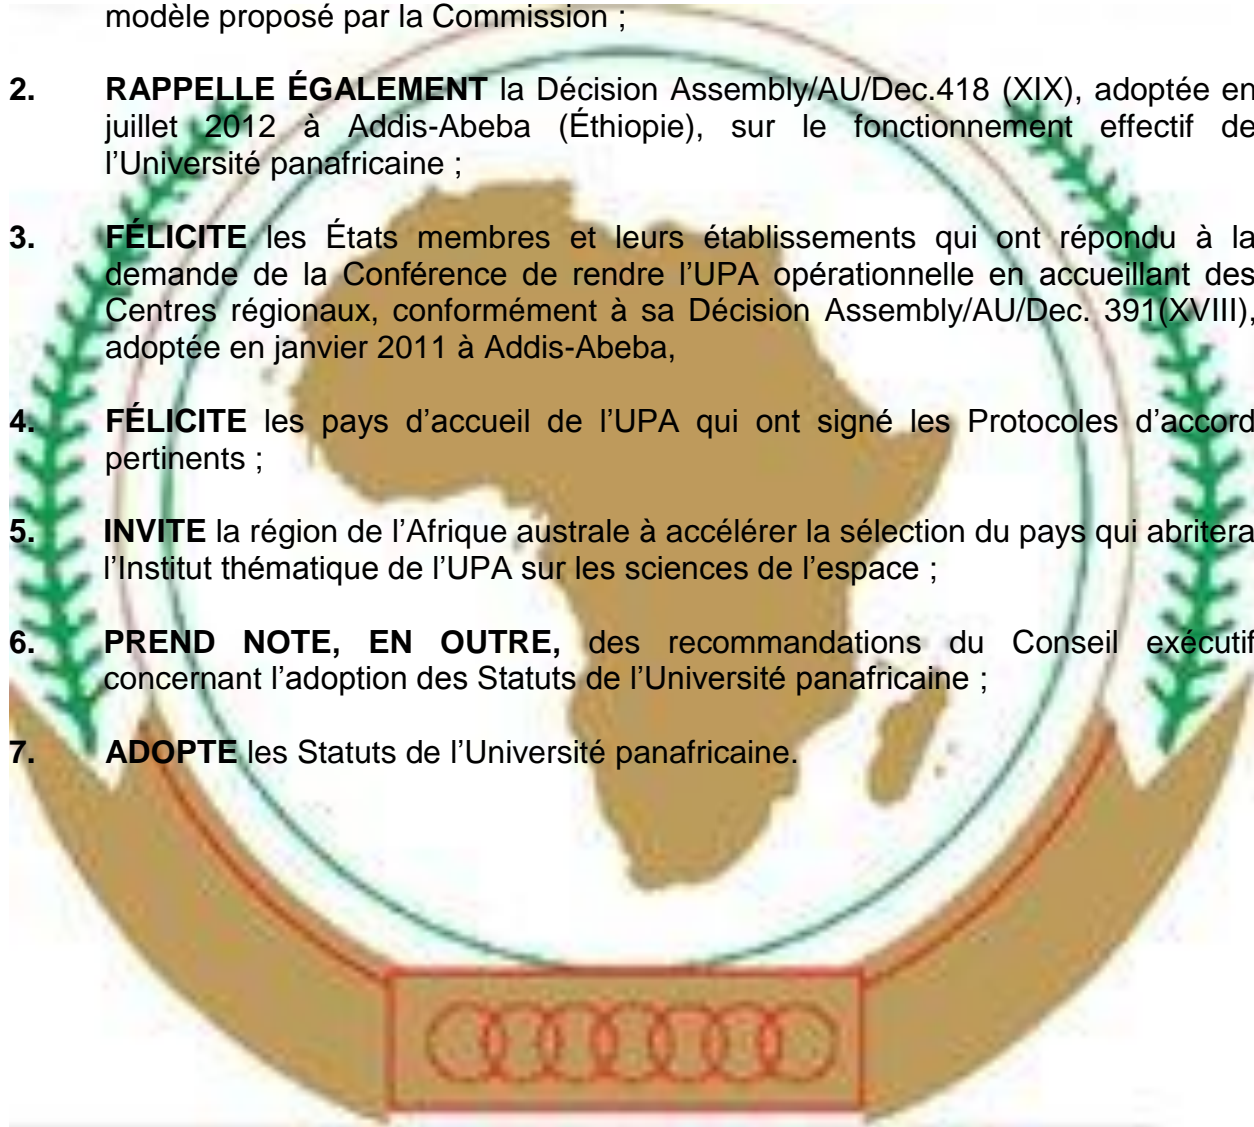 modèle proposé par la Commission ;
2. RAPPELLE ÉGALEMENT la Décision Assembly/AU/Dec.418 (XIX), adoptée en
juillet 2012 à Addis-Abeba (Éthiopie), sur le fonctionnement effectif de
l’Université panafricaine ;
3. FÉLICITE les États membres et leurs établissements qui ont répondu à la
demande de la Conférence de rendre l’UPA opérationnelle en accueillant des
Centres régionaux, conformément à sa Décision Assembly/AU/Dec. 391(XVIII),
adoptée en janvier 2011 à Addis-Abeba,
4. FÉLICITE les pays d’accueil de l’UPA qui ont signé les Protocoles d’accord
pertinents ;
5. INVITE la région de l’Afrique australe à accélérer la sélection du pays qui abritera
l’Institut thématique de l’UPA sur les sciences de l’espace ;
6. PREND NOTE, EN OUTRE, des recommandations du Conseil exécutif
concernant l’adoption des Statuts de l’Université panafricaine ;
7. ADOPTE les Statuts de l’Université panafricaine.